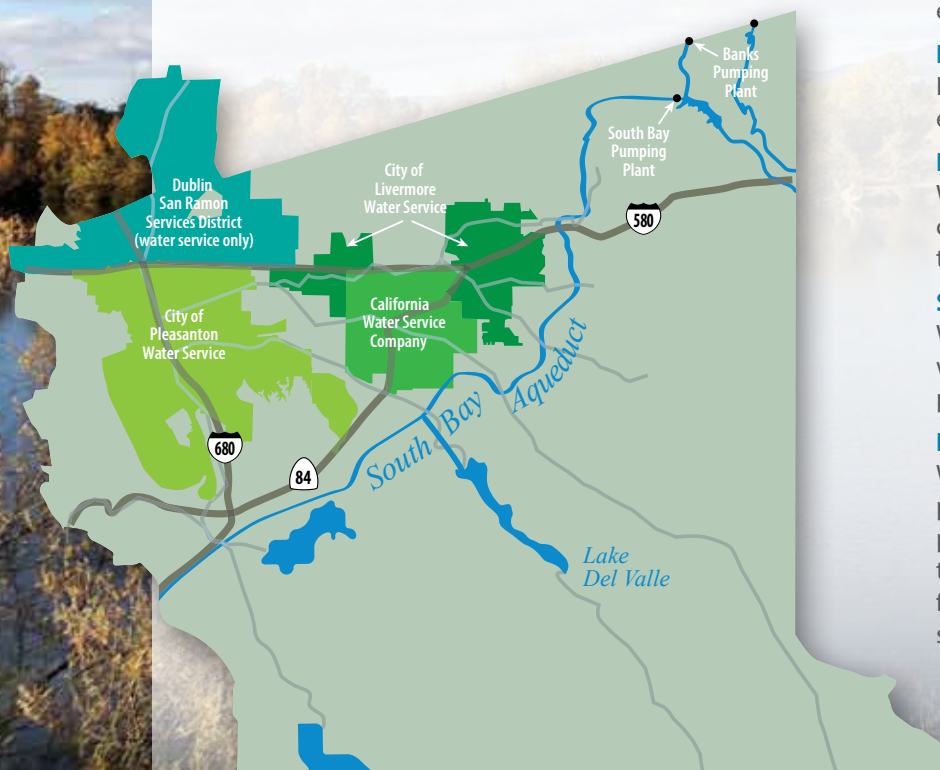 Banks
Pumping
Plant
South Bay
Pumping
Plant
City of
Livermore
Water Service
Dublin
San Ramon
Services District
(water service only)
580
California
Water Service
Company
City of
Pleasanton
Water Service
South Bay Aqueduct
680
84
Lake
Del Valle